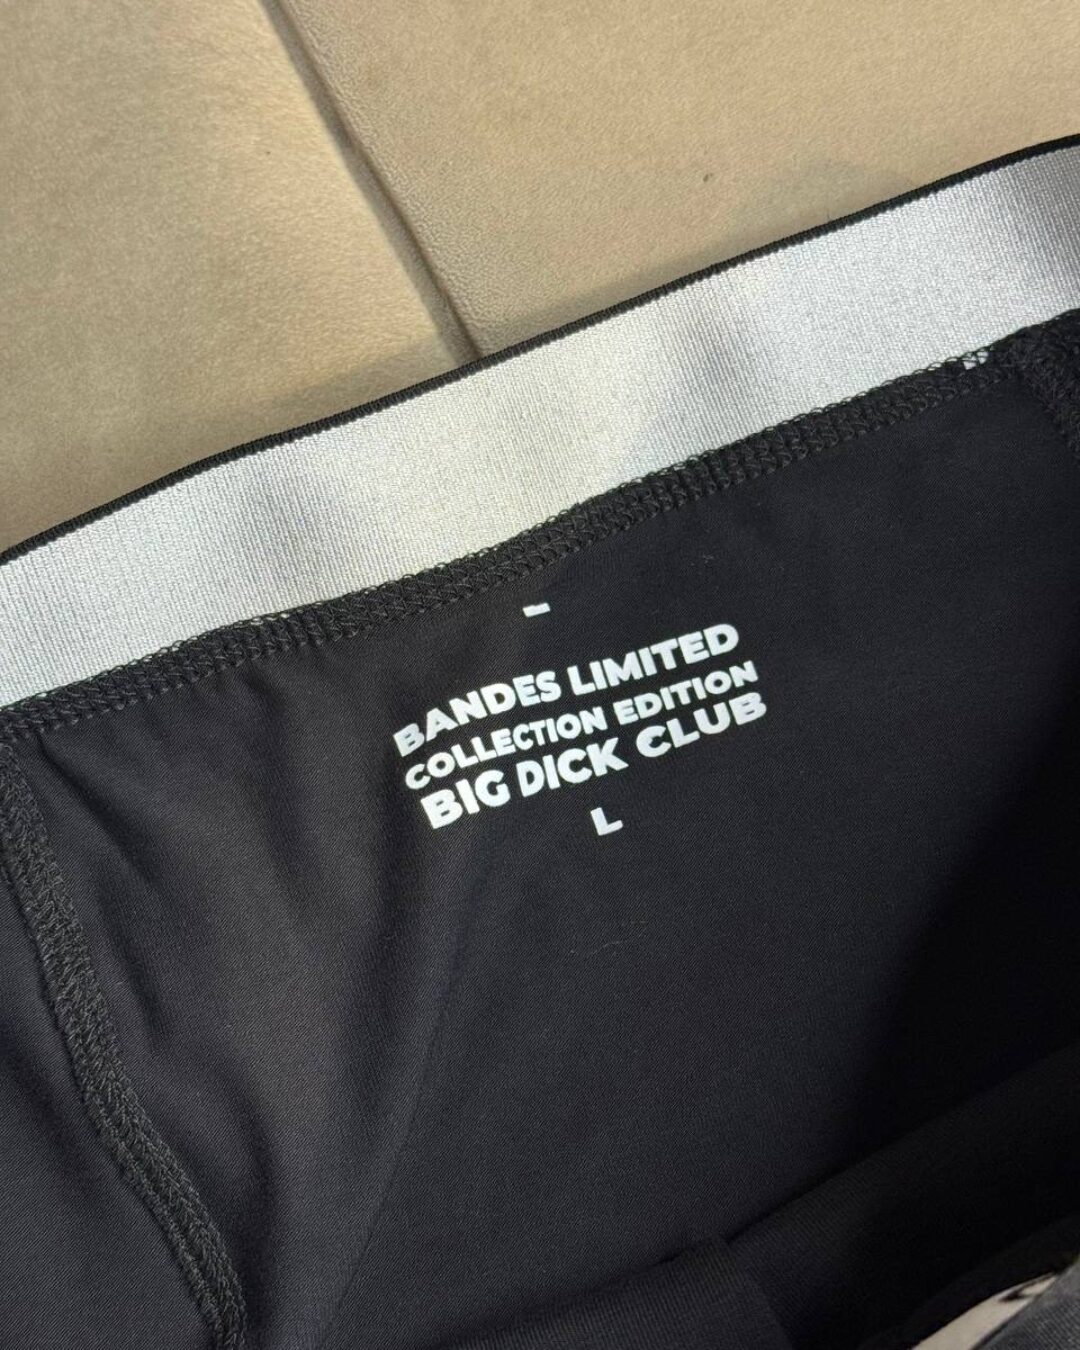 -
BANDES LIMITED
COLLECTION EDITION
BIG DICK CLUB
L